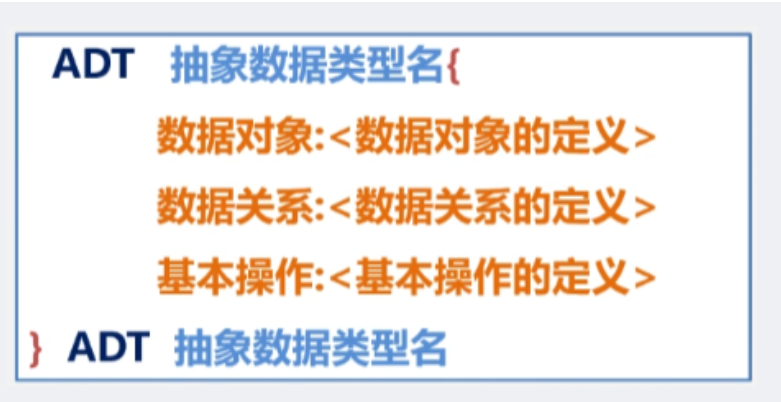 ADT 抽象数据类型名{
数据对象:<数据对象的定义>
数据关系:<数据关系的定义>
基本操作:<基本操作的定义>
} ADT 抽象数据类型名